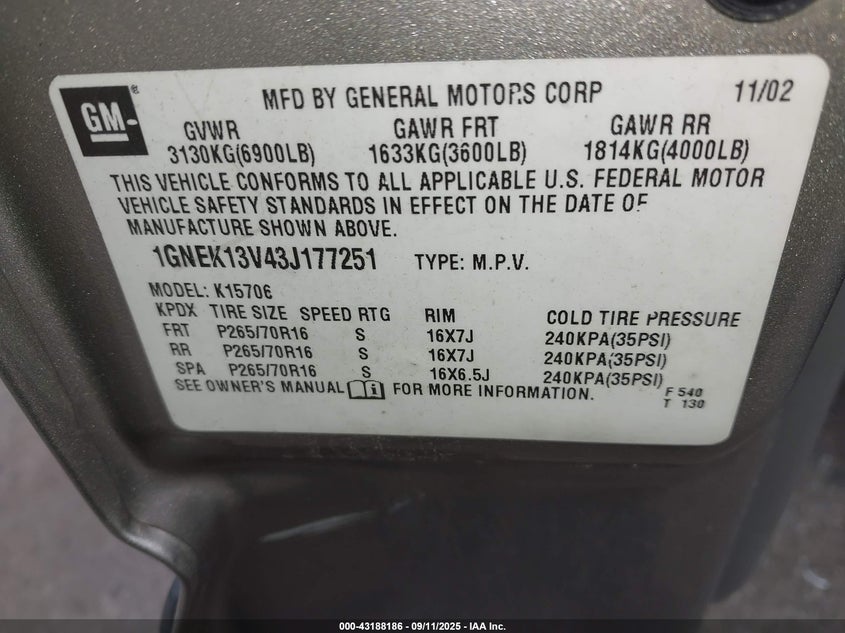 GM ® MFD BY GENERAL MOTORS CORP 11/02
GVWR GAWR FRT GAWR RR
3130KG(6900LB) 1633KG(3600LB) 1814KG(4000LB)
THIS VEHICLE CONFORMS TO ALL APPLICABLE U.S. FEDERAL MOTOR
VEHICLE SAFETY STANDARDS IN EFFECT ON THE DATE OF
MANUFACTURE SHOWN ABOVE.
1GNEK13V43J177251 TYPE: M.P.V.
MODEL: K15706
KPDX TIRE SIZE SPEED RTG RIM COLD TIRE PRESSURE
FRT P265/70R16 S 16X7J 240KPA(35PSI)
RR P265/70R16 S 16X7J 240KPA(35PSI)
SPA P265/70R16 S 16X6.5J 240KPA(35PSI)
SEE OWNER'S MANUAL i FOR MORE INFORMATION.
F 540
T 130
000-43188186 - 09/11/2025 - IAA Inc.